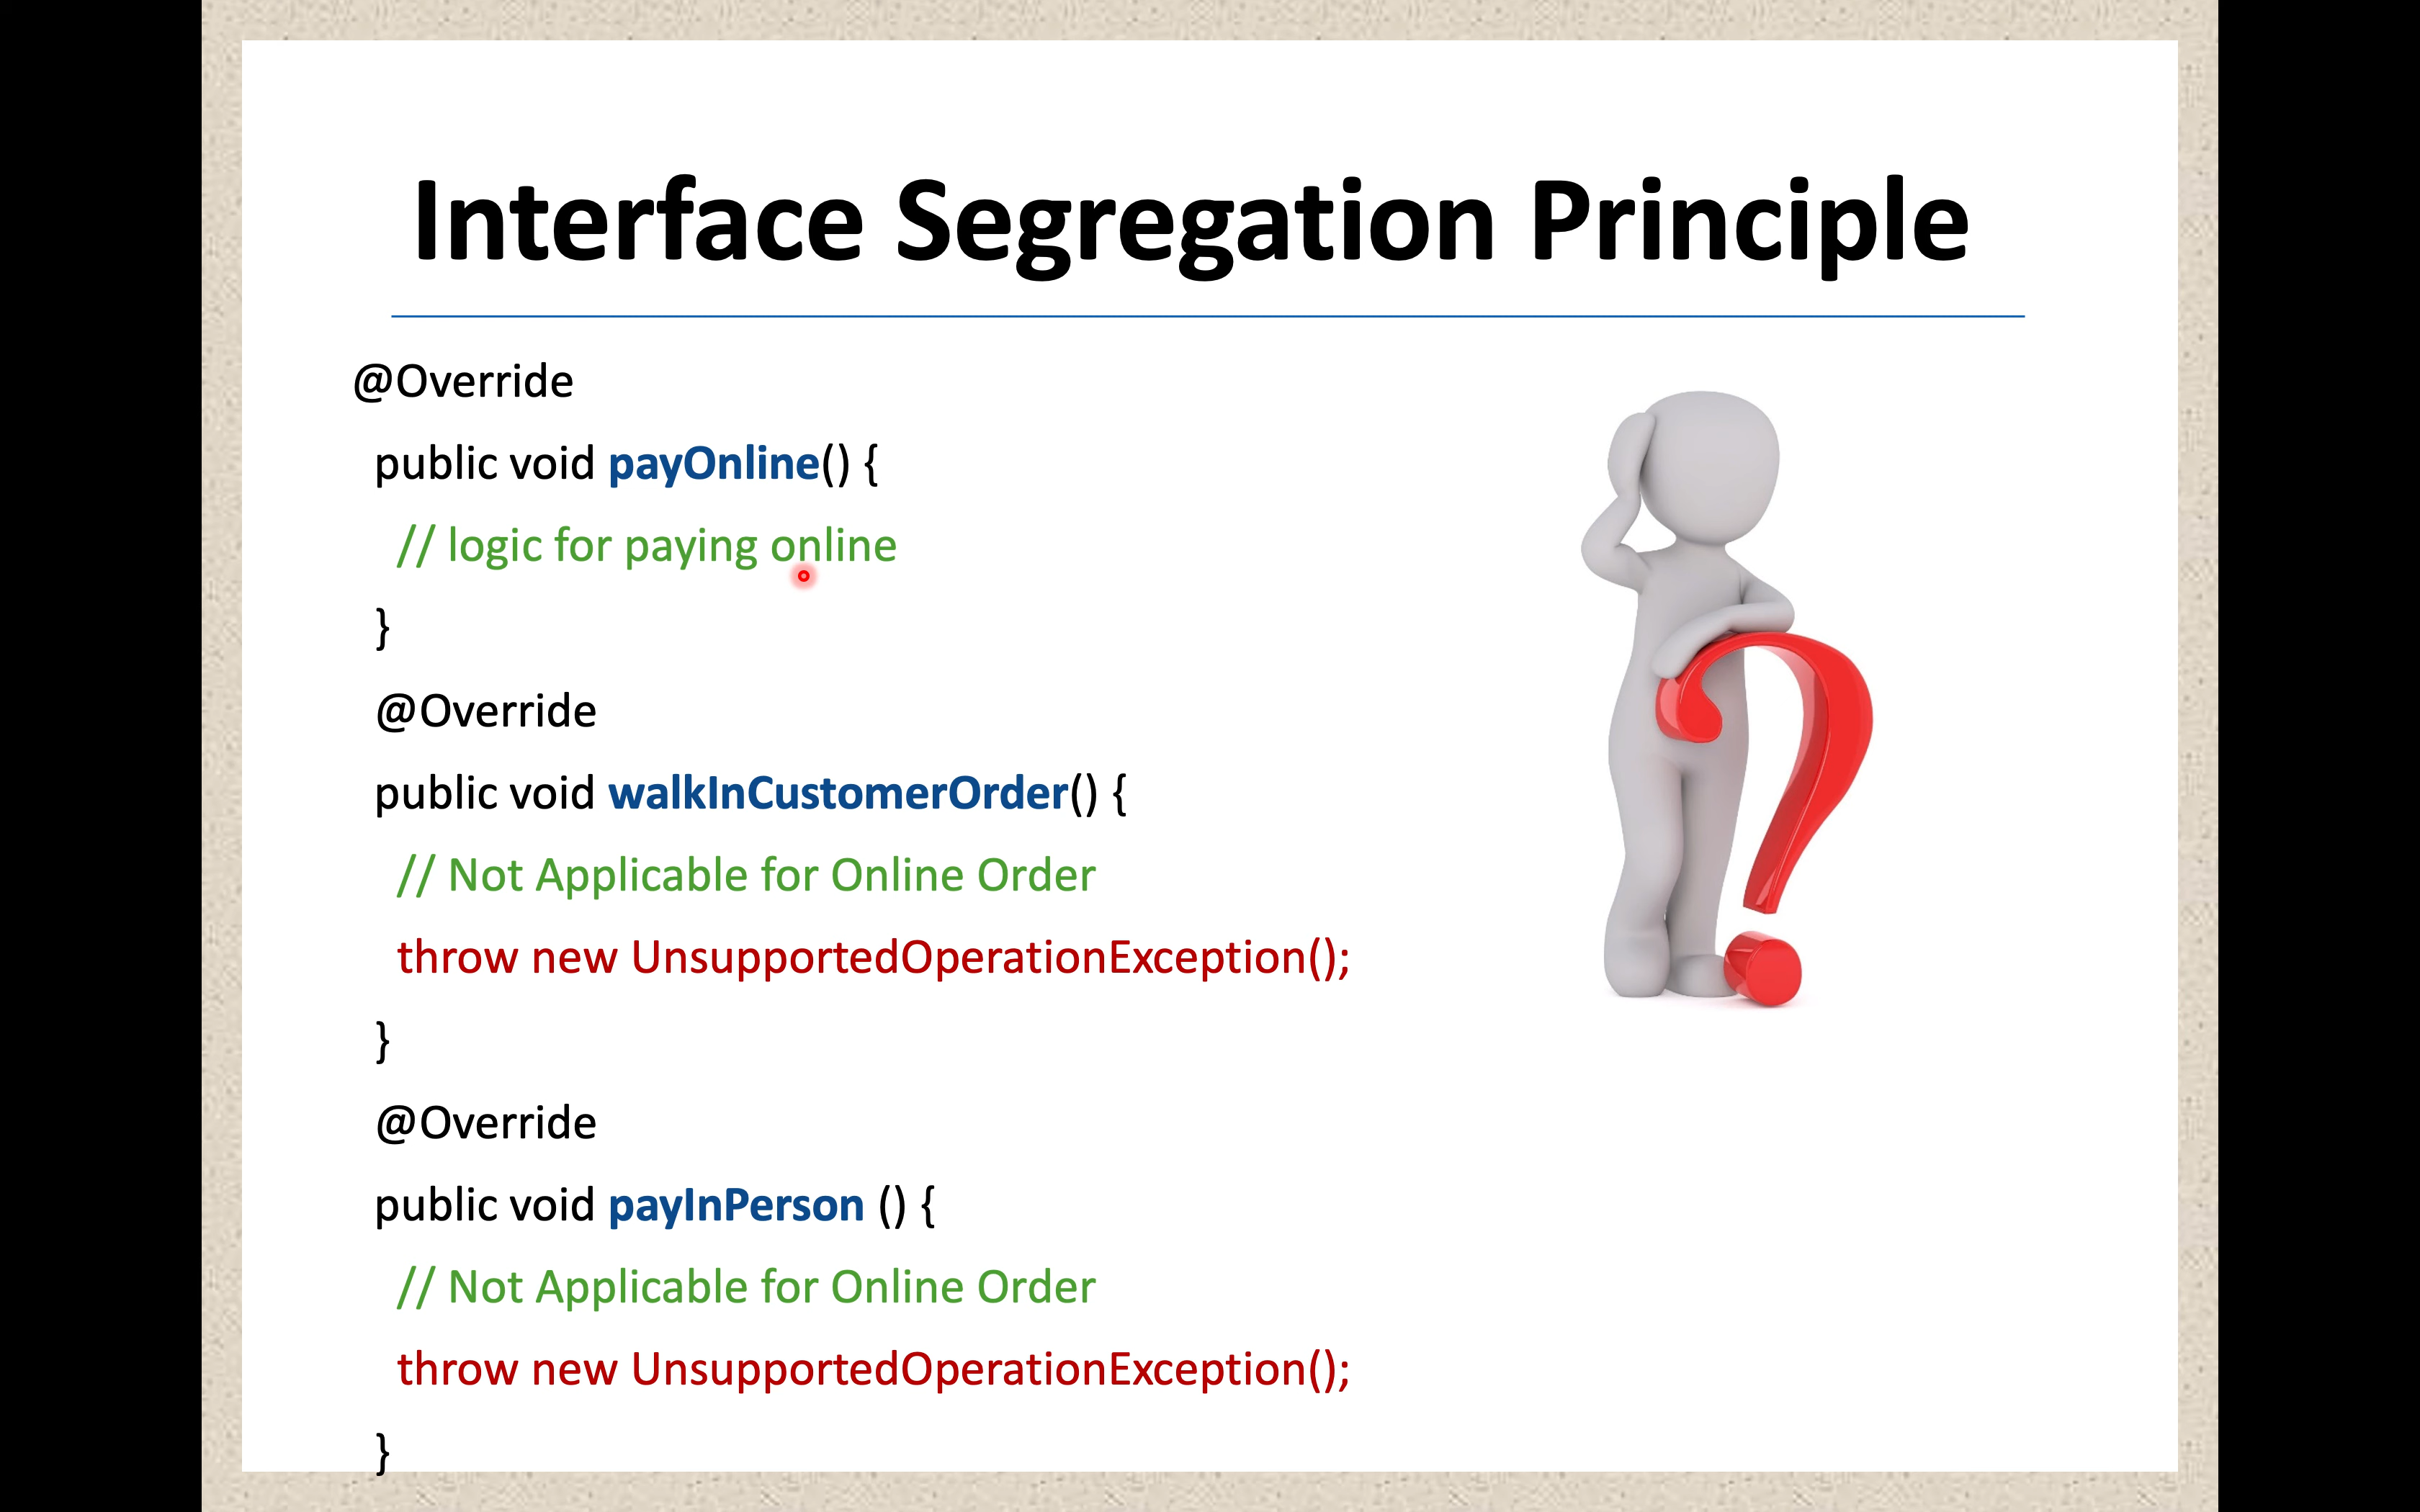 Interface Segregation Principle
@Override
public void payOnline() {
// logic for paying online
}
@Override
public void walkInCustomerOrder() {
// Not Applicable for Online Order
throw new UnsupportedOperationException();
}
@Override
public void payInPerson () {
// Not Applicable for Online Order
throw new UnsupportedOperationException();
}